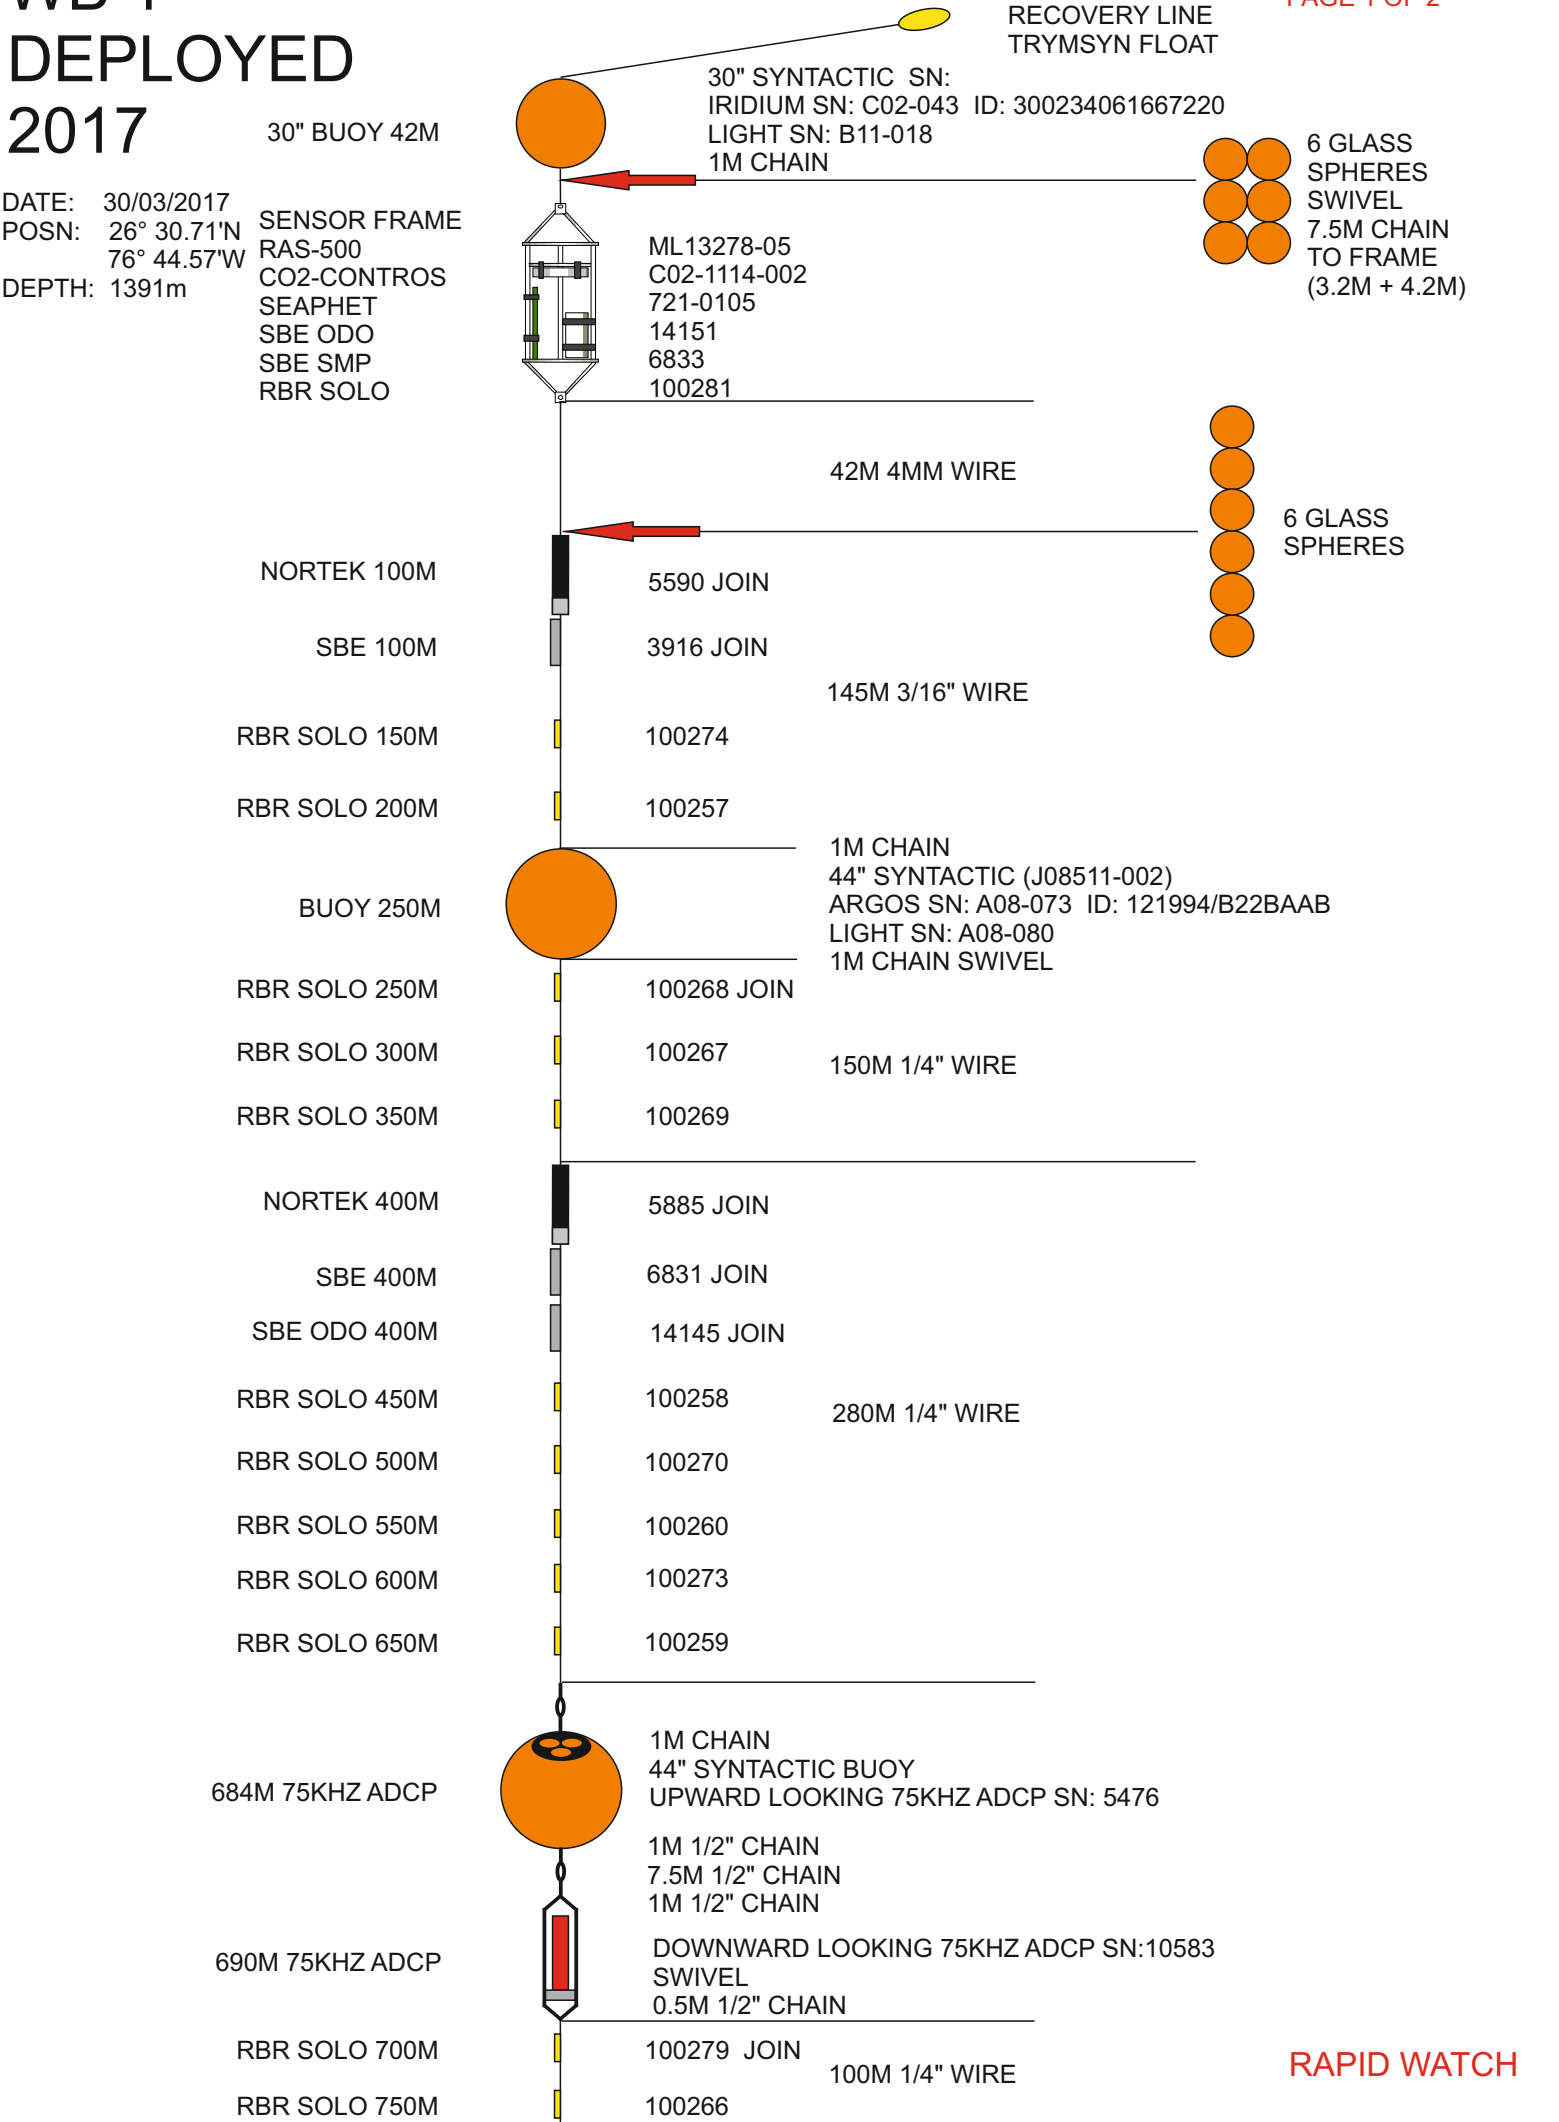 DEPLOYED
2017
DATE: 30/03/2017
POSN: 26° 30.71'N
76° 44.57'W
DEPTH: 1391m
RECOVERY LINE
TRYMSYN FLOAT
30" BUOY 42M
30" SYNTACTIC SN:
IRIDIUM SN: C02-043 ID: 300234061667220
LIGHT SN: B11-018
1M CHAIN
6 GLASS
SPHERES
SWIVEL
7.5M CHAIN
TO FRAME
(3.2M + 4.2M)
SENSOR FRAME
RAS-500
CO2-CONTROS
SEAPHET
SBE ODO
SBE SMP
RBR SOLO
ML13278-05
C02-1114-002
721-0105
14151
6833
100281
42M 4MM WIRE
6 GLASS
SPHERES
NORTEK 100M
5590 JOIN
SBE 100M
3916 JOIN
145M 3/16" WIRE
RBR SOLO 150M
100274
RBR SOLO 200M
100257
BUOY 250M
1M CHAIN
44" SYNTACTIC (J08511-002)
ARGOS SN: A08-073 ID: 121994/B22BAAB
LIGHT SN: A08-080
1M CHAIN SWIVEL
RBR SOLO 250M
100268 JOIN
RBR SOLO 300M
100267
150M 1/4" WIRE
RBR SOLO 350M
100269
NORTEK 400M
5885 JOIN
SBE 400M
6831 JOIN
SBE ODO 400M
14145 JOIN
RBR SOLO 450M
100258
280M 1/4" WIRE
RBR SOLO 500M
100270
RBR SOLO 550M
100260
RBR SOLO 600M
100273
RBR SOLO 650M
100259
684M 75KHZ ADCP
1M CHAIN
44" SYNTACTIC BUOY
UPWARD LOOKING 75KHZ ADCP SN: 5476
1M 1/2" CHAIN
7.5M 1/2" CHAIN
1M 1/2" CHAIN
690M 75KHZ ADCP
DOWNWARD LOOKING 75KHZ ADCP SN:10583
SWIVEL
0.5M 1/2" CHAIN
RBR SOLO 700M
100279 JOIN
100M 1/4" WIRE
RBR SOLO 750M
100266
RAPID WATCH